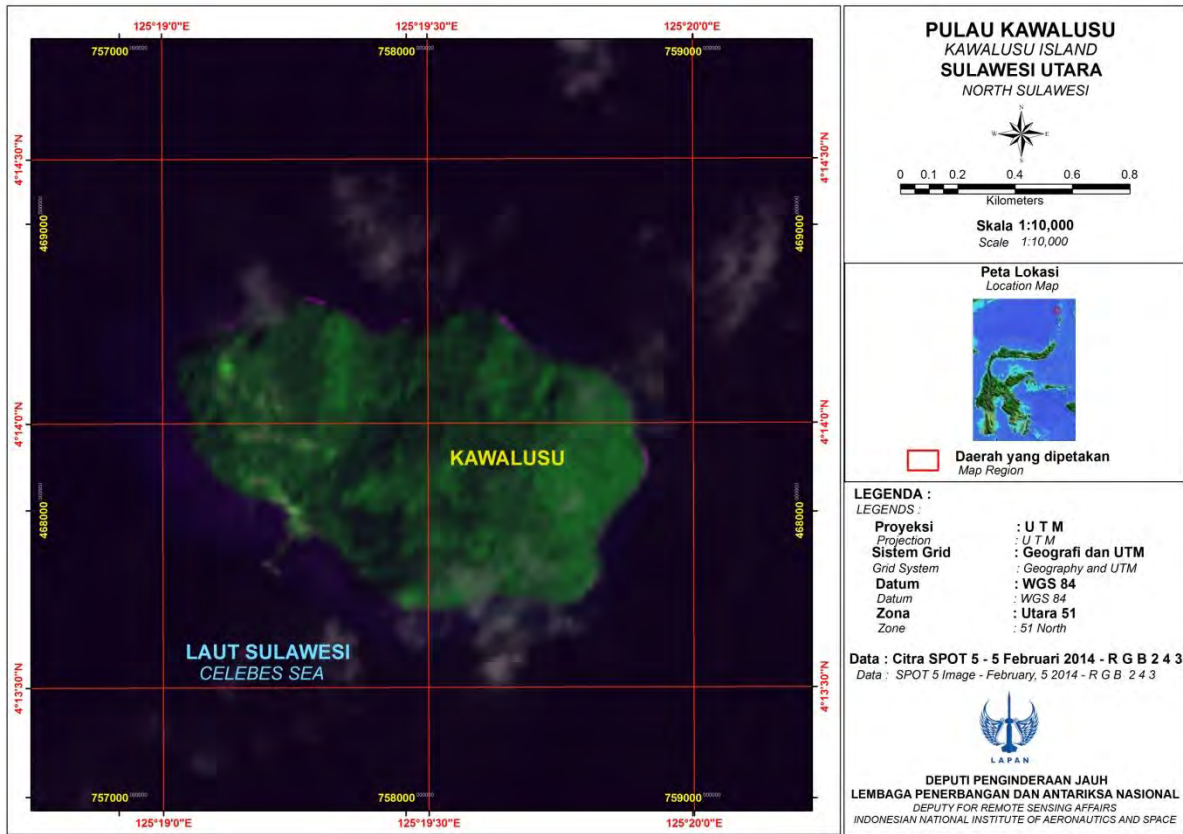 125°19'0"E 125°19'30"E 125°20'0"E
757000 758000 759000
4°14'30"N 4°14'30"N
469000 469000
4°14'0"N 4°14'0"N
KAWALUSU
468000 468000
LAUT SULAWESI
CELEBES SEA
4°13'30"N 4°13'30"N
757000 758000 759000
125°19'0"E 125°19'30"E 125°20'0"E
PULAU KAWALUSU
KAWALUSU ISLAND
SULAWESI UTARA
NORTH SULAWESI
N
W E
S
0 0.1 0.2 0.4 0.6 0.8
Kilometers
Skala 1:10,000
Scale 1:10,000
Peta Lokasi
Location Map
Daerah yang dipetakan
Map Region
LEGENDA :
LEGENDS :
Proyeksi : U T M
Projection : U T M
Sistem Grid : Geografi dan UTM
Grid System : Geography and UTM
Datum : WGS 84
Datum : WGS 84
Zona : Utara 51
Zone : 51 North
Data : Citra SPOT 5 - 5 Februari 2014 - R G B 2 4 3
Data : SPOT 5 Image - February, 5 2014 - R G B 2 4 3
LAPAN
DEPUTI PENGINDERAAN JAUH
LEMBAGA PENERBANGAN DAN ANTARIKSA NASIONAL
DEPUTY FOR REMOTE SENSING AFFAIRS
INDONESIAN NATIONAL INSTITUTE OF AERONAUTICS AND SPACE